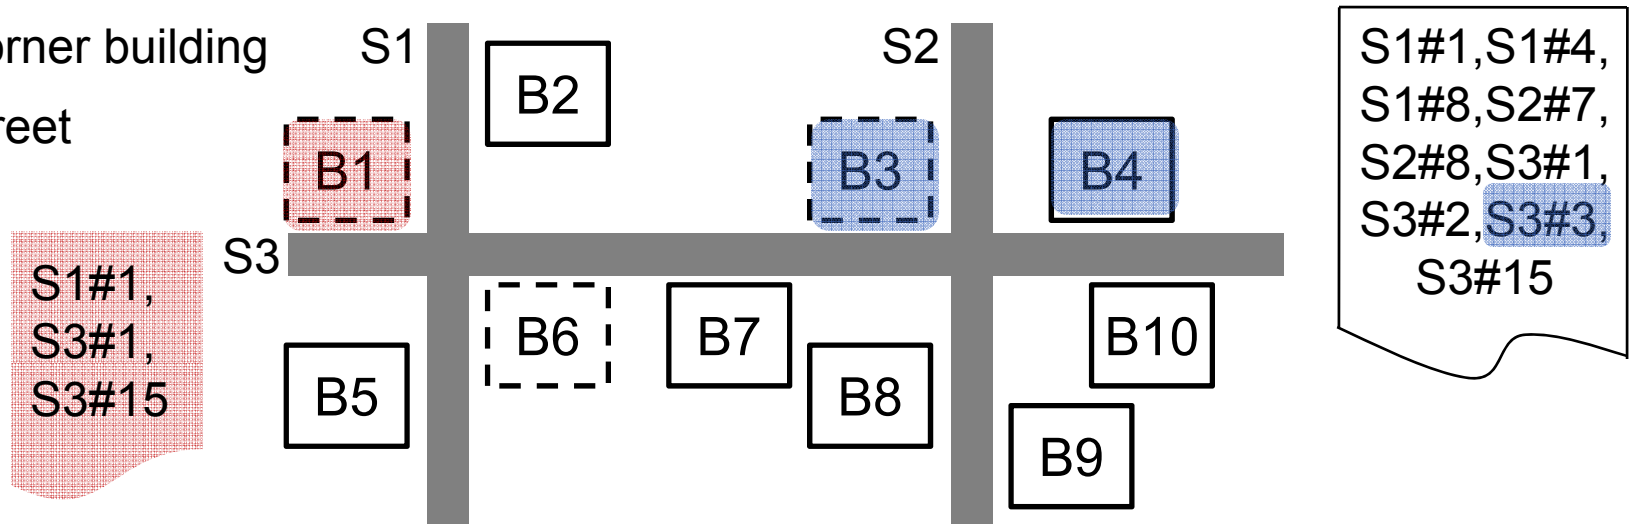 orner building
reet
S1
S2
S3
B1
B2
B3
B4
B5
B6
B7
B8
B9
B10
S1#1,
S3#1,
S3#15
S1#1,S1#4,
S1#8,S2#7,
S2#8,S3#1,
S3#2,S3#3,
S3#15